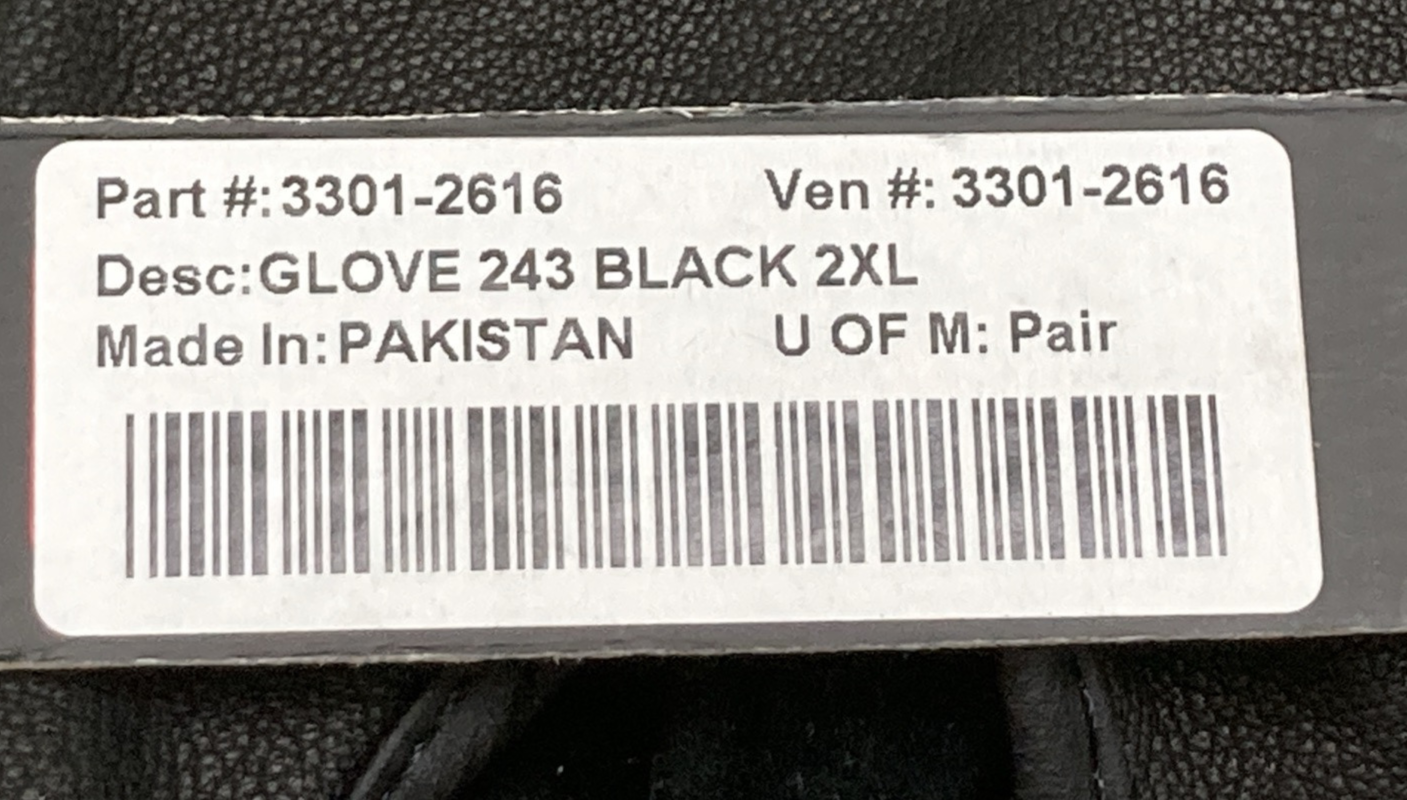 Part #: 3301-2616 Ven #: 3301-2616
Desc: GLOVE 243 BLACK 2XL
Made In: PAKISTAN U OF M: Pair